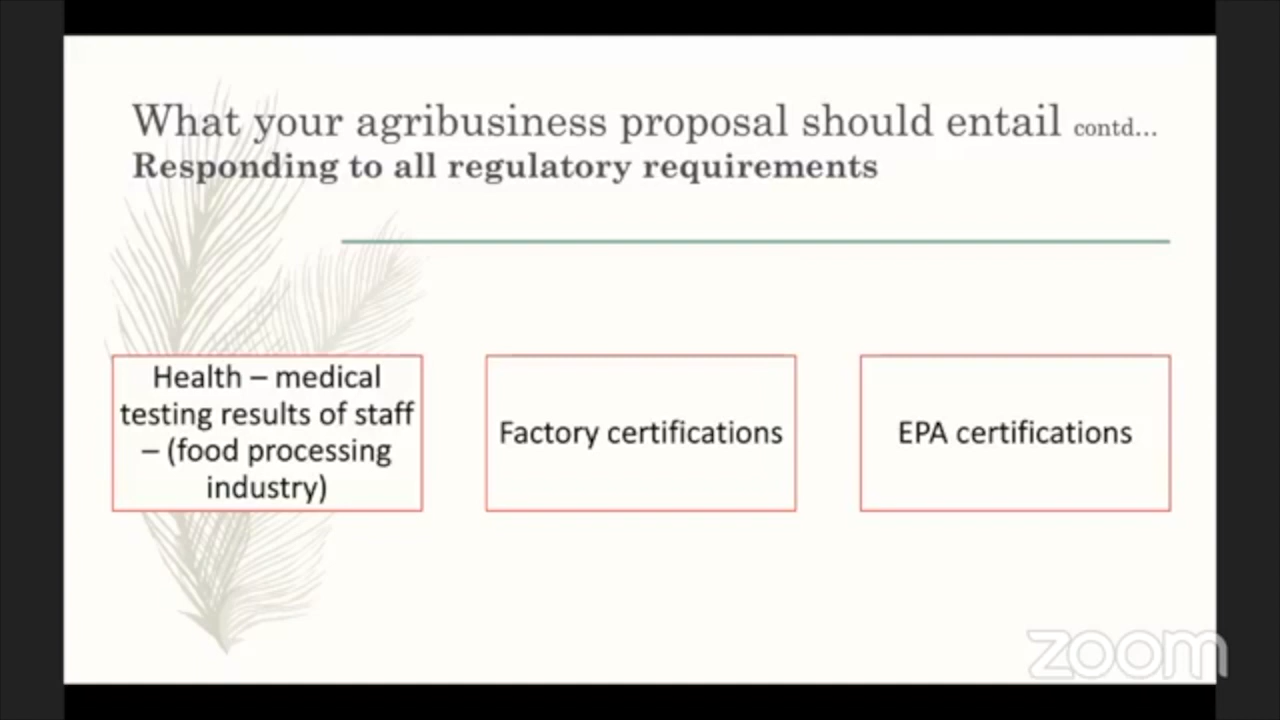 What your agribusiness proposal should entail contd...
Responding to all regulatory requirements
Health – medical
testing results of staff
– (food processing
industry)
Factory certifications
EPA certifications
zoom